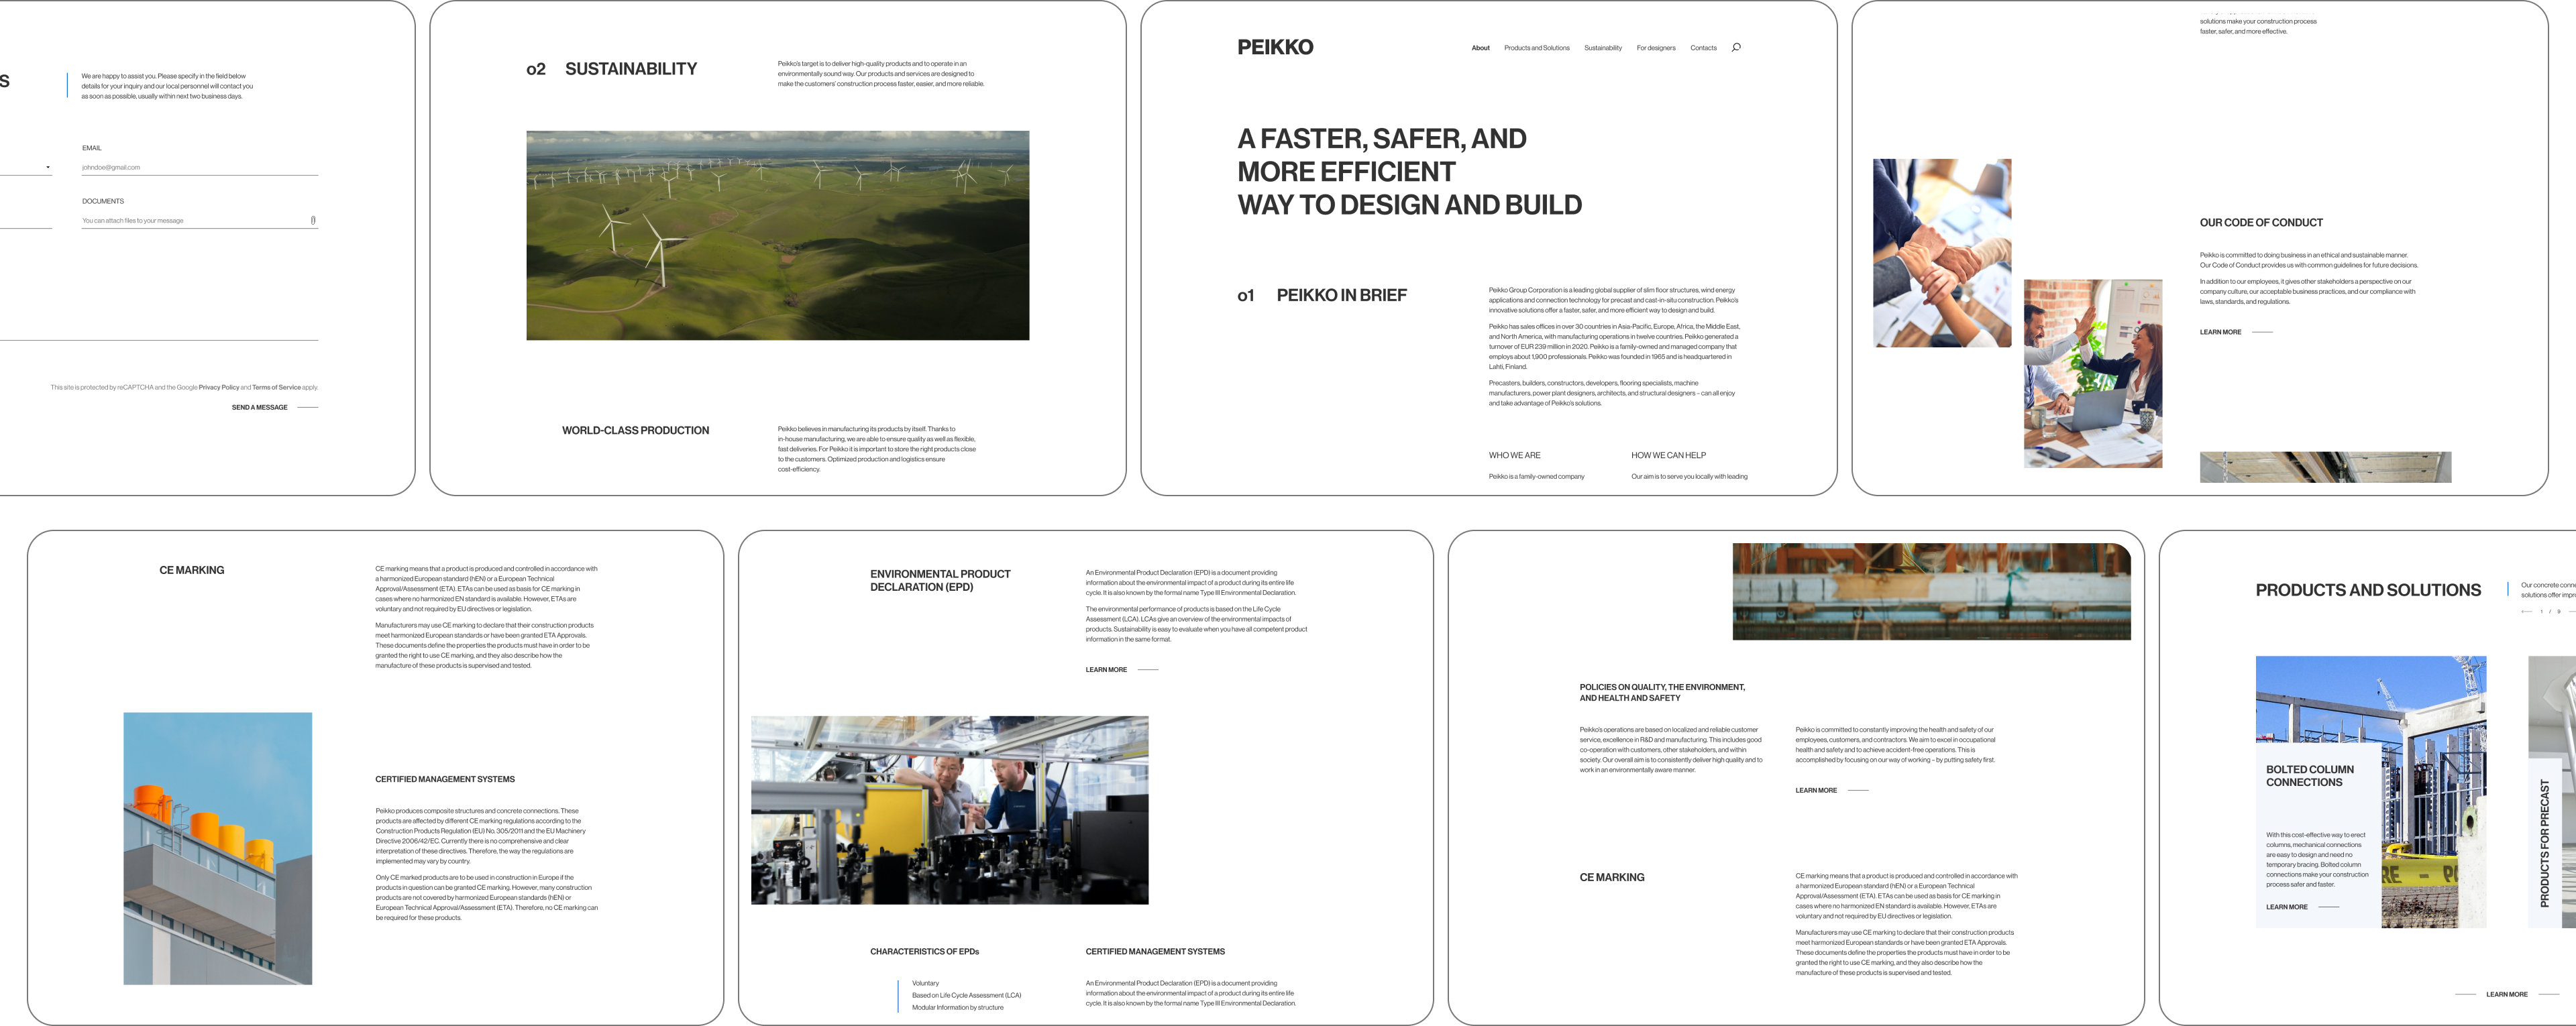 S
We are happy to assist you. Please specify in the field below
details for your inquiry and our local personnel will contact you
as soon as possible, usually within next two business days.
EMAIL
johndoe@gmail.com
DOCUMENTS
You can attach files to your message
This site is protected by reCAPTCHA and the Google Privacy Policy and Terms of Service apply.
SEND A MESSAGE
02 SUSTAINABILITY
Peikko's target is to deliver high-quality products and to operate in an
environmentally sound way. Our products and services are designed to
make the customers' construction process faster, easier, and more reliable.
WORLD-CLASS PRODUCTION
Peikko believes in manufacturing its products by itself. Thanks to
in-house manufacturing, we are able to ensure quality as well as flexible,
fast deliveries. For Peikko it is important to store the right products close
to the customers. Optimized production and logistics ensure
cost-efficiency.
PEIKKO
About Products and Solutions Sustainability For designers Contacts
A FASTER, SAFER, AND
MORE EFFICIENT
WAY TO DESIGN AND BUILD
01 PEIKKO IN BRIEF
Peikko Group Corporation is a leading global supplier of slim floor structures, wind energy
applications and connection technology for precast and cast-in-situ construction. Peikko's
innovative solutions offer a faster, safer, and more efficient way to design and build.
Peikko has sales offices in over 30 countries in Asia-Pacific, Europe, Africa, the Middle East,
and North America, with manufacturing operations in twelve countries. Peikko generated a
turnover of EUR 239 million in 2020. Peikko is a family-owned and managed company that
employs about 1,900 professionals. Peikko was founded in 1965 and is headquartered in
Lahti, Finland.
Precasters, builders, constructors, developers, flooring specialists, machine
manufacturers, power plant designers, architects, and structural designers – can all enjoy
and take advantage of Peikko's solutions.
WHO WE ARE
Peikko is a family-owned company
HOW WE CAN HELP
Our aim is to serve you locally with leading
solutions make your construction process
faster, safer, and more effective.
OUR CODE OF CONDUCT
Peikko is committed to doing business in an ethical and sustainable manner.
Our Code of Conduct provides us with common guidelines for future decisions.
In addition to our employees, it gives other stakeholders a perspective on our
company culture, our acceptable business practices, and our compliance with
laws, standards, and regulations.
LEARN MORE
CE MARKING
CE marking means that a product is produced and controlled in accordance with
a harmonized European standard (hEN) or a European Technical
Approval/Assessment (ETA). ETAs can be used as basis for CE marking in
cases where no harmonized EN standard is available. However, ETAs are
voluntary and not required by EU directives or legislation.
Manufacturers may use CE marking to declare that their construction products
meet harmonized European standards or have been granted ETA Approvals.
These documents define the properties the products must have in order to be
granted the right to use CE marking, and they also describe how the
manufacture of these products is supervised and tested.
CERTIFIED MANAGEMENT SYSTEMS
Peikko produces composite structures and concrete connections. These
products are affected by different CE marking regulations according to the
Construction Products Regulation (EU) No. 305/2011 and the EU Machinery
Directive 2006/42/EC. Currently there is no comprehensive and clear
interpretation of these directives. Therefore, the way the regulations are
implemented may vary by country.
Only CE marked products are to be used in construction in Europe if the
products in question can be granted CE marking. However, many construction
products are not covered by harmonized European standards (hEN) or
European Technical Approval/Assessment (ETA). Therefore, no CE marking can
be required for these products.
ENVIRONMENTAL PRODUCT
DECLARATION (EPD)
An Environmental Product Declaration (EPD) is a document providing
information about the environmental impact of a product during its entire life
cycle. It is also known by the formal name Type III Environmental Declaration.
The environmental performance of products is based on the Life Cycle
Assessment (LCA). LCAs give an overview of the environmental impacts of
products. Sustainability is easy to evaluate when you have all competent product
information in the same format.
LEARN MORE
CHARACTERISTICS OF EPDs
Voluntary
Based on Life Cycle Assessment (LCA)
Modular Information by structure
CERTIFIED MANAGEMENT SYSTEMS
An Environmental Product Declaration (EPD) is a document providing
information about the environmental impact of a product during its entire life
cycle. It is also known by the formal name Type III Environmental Declaration.
POLICIES ON QUALITY, THE ENVIRONMENT,
AND HEALTH AND SAFETY
Peikko's operations are based on localized and reliable customer
service, excellence in R&D and manufacturing. This includes good
co-operation with customers, other stakeholders, and within
society. Our overall aim is to consistently deliver high quality and to
work in an environmentally aware manner.
Peikko is committed to constantly improving the health and safety of our
employees, customers, and contractors. We aim to excel in occupational
health and safety and to achieve accident-free operations. This is
accomplished by focusing on our way of working – by putting safety first.
LEARN MORE
CE MARKING
CE marking means that a product is produced and controlled in accordance with
a harmonized European standard (hEN) or a European Technical
Approval/Assessment (ETA). ETAs can be used as basis for CE marking in
cases where no harmonized EN standard is available. However, ETAs are
voluntary and not required by EU directives or legislation.
Manufacturers may use CE marking to declare that their construction products
meet harmonized European standards or have been granted ETA Approvals.
These documents define the properties the products must have in order to be
granted the right to use CE marking, and they also describe how the
manufacture of these products is supervised and tested.
PRODUCTS AND SOLUTIONS
Our concrete conne
solutions offer impr
1 /
BOLTED COLUMN
CONNECTIONS
With this cost-effective way to erect
columns, mechanical connections
are easy to design and need no
temporary bracing. Bolted column
connections make your construction
process safer and faster.
LEARN MORE
PRODUCTS FOR PRECAST
LEARN MORE